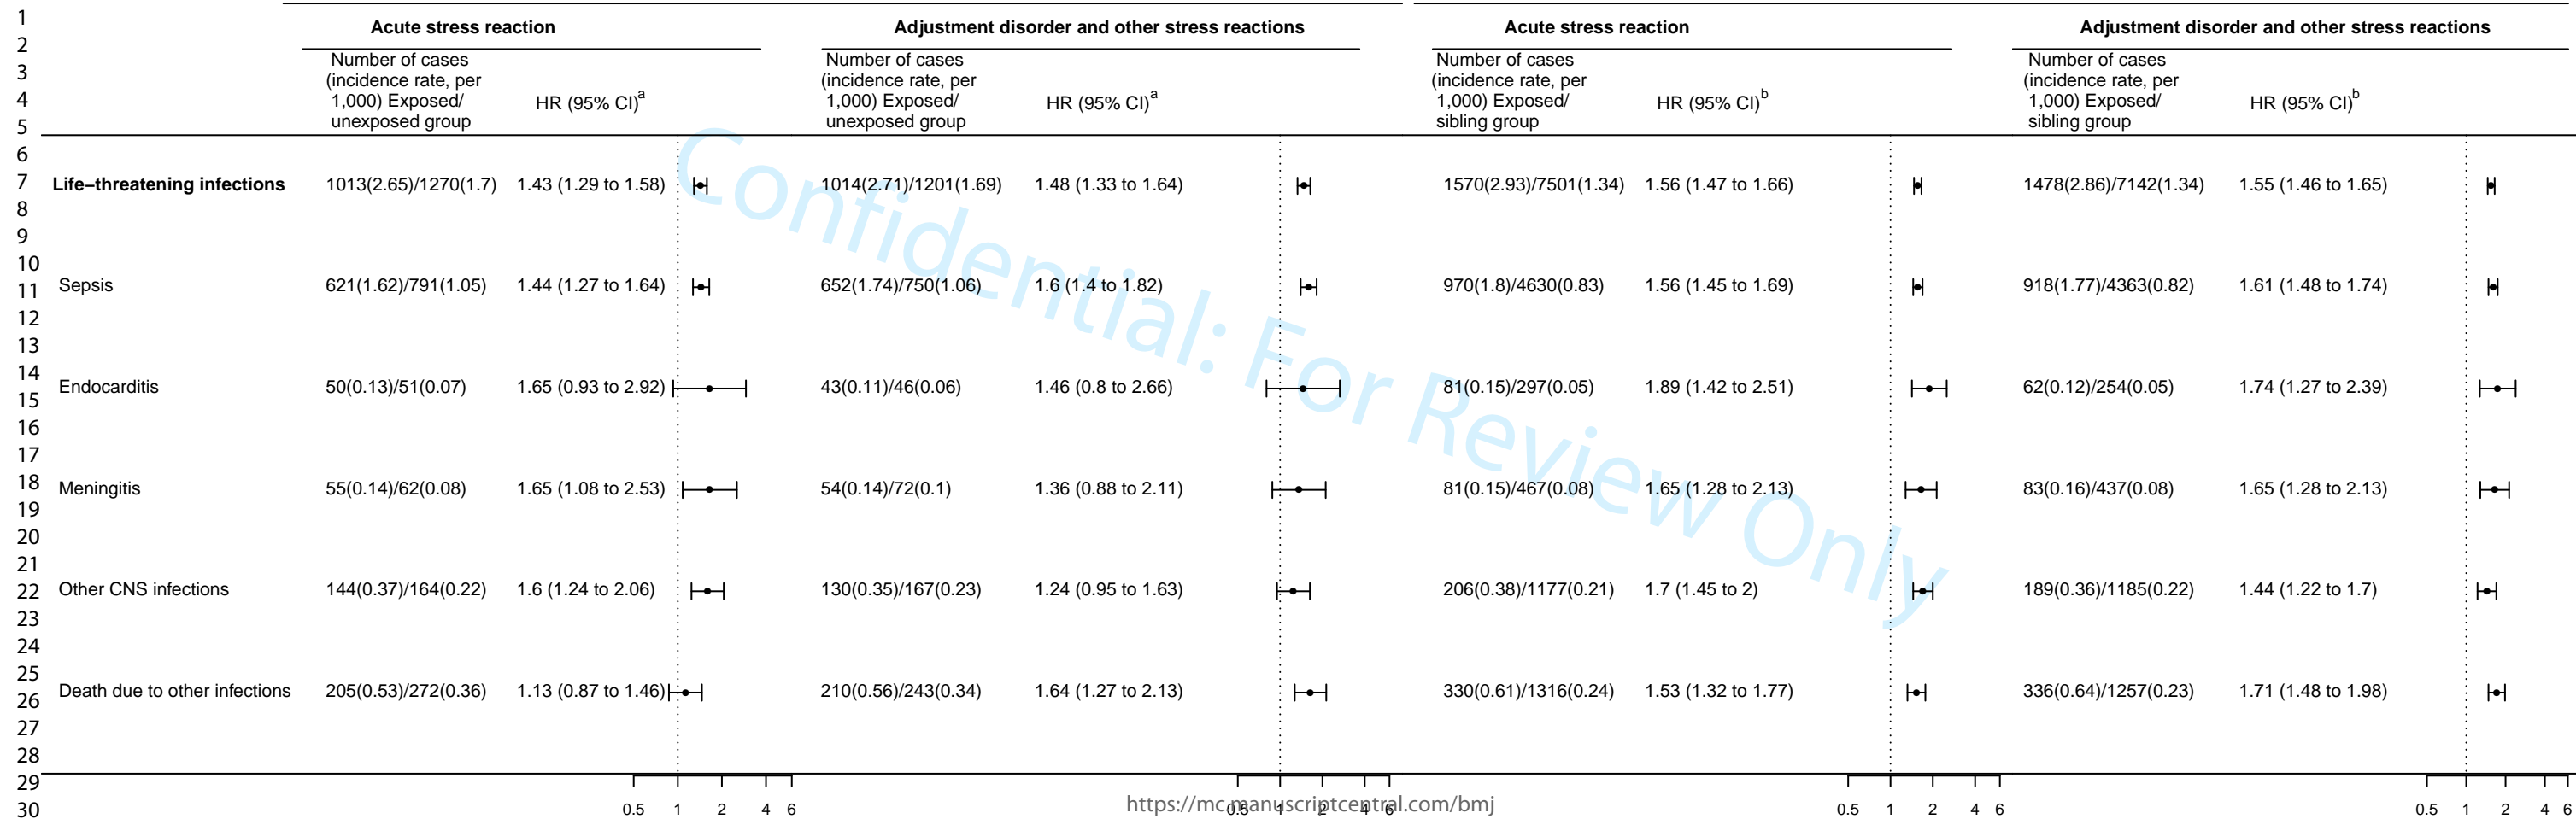 Acute stress reaction Adjustment disorder and other stress reactions Acute stress reaction Adjustment disorder and other stress reactions
Number of cases (incidence rate, per 1,000) Exposed/ unexposed group HR (95% CI)a Number of cases (incidence rate, per 1,000) Exposed/ unexposed group HR (95% CI)a Number of cases (incidence rate, per 1,000) Exposed/ sibling group HR (95% CI)b Number of cases (incidence rate, per 1,000) Exposed/ sibling group HR (95% CI)b
Life−threatening infections 1013(2.65)/1270(1.7) 1.43 (1.29 to 1.58) 1014(2.71)/1201(1.69) 1.48 (1.33 to 1.64) 1570(2.93)/7501(1.34) 1.56 (1.47 to 1.66) 1478(2.86)/7142(1.34) 1.55 (1.46 to 1.65)
Sepsis 621(1.62)/791(1.05) 1.44 (1.27 to 1.64) 652(1.74)/750(1.06) 1.6 (1.4 to 1.82) 970(1.8)/4630(0.83) 1.56 (1.45 to 1.69) 918(1.77)/4363(0.82) 1.61 (1.48 to 1.74)
Endocarditis 50(0.13)/51(0.07) 1.65 (0.93 to 2.92) 43(0.11)/46(0.06) 1.46 (0.8 to 2.66) 81(0.15)/297(0.05) 1.89 (1.42 to 2.51) 62(0.12)/254(0.05) 1.74 (1.27 to 2.39)
Meningitis 55(0.14)/62(0.08) 1.65 (1.08 to 2.53) 54(0.14)/72(0.1) 1.36 (0.88 to 2.11) 81(0.15)/467(0.08) 1.65 (1.28 to 2.13) 83(0.16)/437(0.08) 1.65 (1.28 to 2.13)
Other CNS infections 144(0.37)/164(0.22) 1.6 (1.24 to 2.06) 130(0.35)/167(0.23) 1.24 (0.95 to 1.63) 206(0.38)/1177(0.21) 1.7 (1.45 to 2) 189(0.36)/1185(0.22) 1.44 (1.22 to 1.7)
Death due to other infections 205(0.53)/272(0.36) 1.13 (0.87 to 1.46) 210(0.56)/243(0.34) 1.64 (1.27 to 2.13) 330(0.61)/1316(0.24) 1.53 (1.32 to 1.77) 336(0.64)/1257(0.23) 1.71 (1.48 to 1.98)
0.5 1 2 4 6 0.5 1 2 4 6 0.5 1 2 4 6 0.5 1 2 4 6
https://mc.manuscriptcentral.com/bmj
Confidential: For Review Only
1
2
3
4
5
6
7
8
9
10
11
12
13
14
15
16
17
18
19
20
21
22
23
24
25
26
27
28
29
30